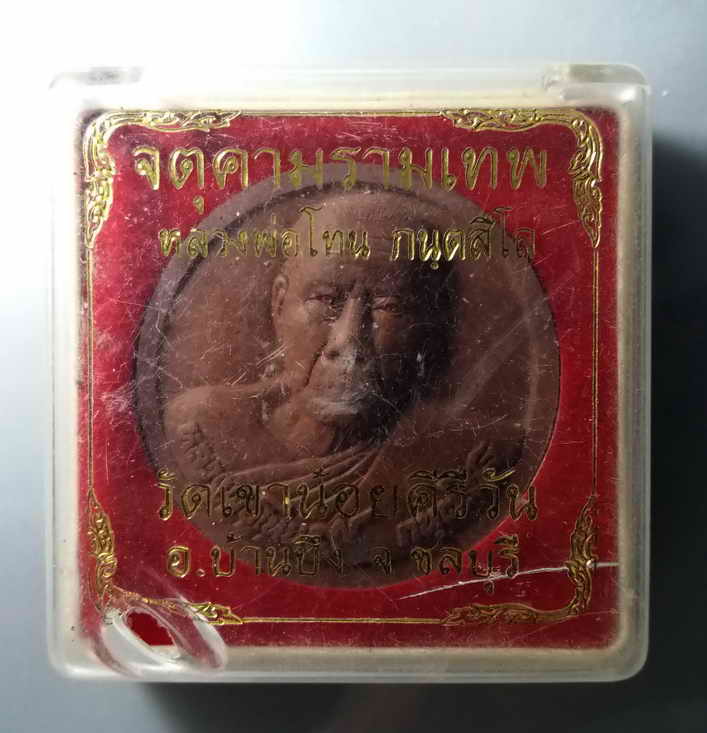 จตุคามรามเทพ
หลวงพ่อโทน กนฺตสีโล
วัดเขาน้อยคีรีวัน
อ.บ้านบึง จ.ชลบุรี